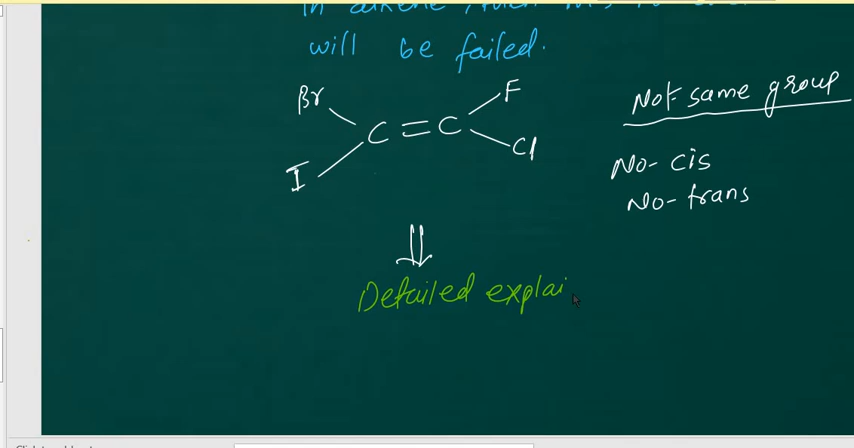 will be failed.
Br
F
C = C
I
Cl
Not same group
No- cis
No- trans
⇓
Detailed explai